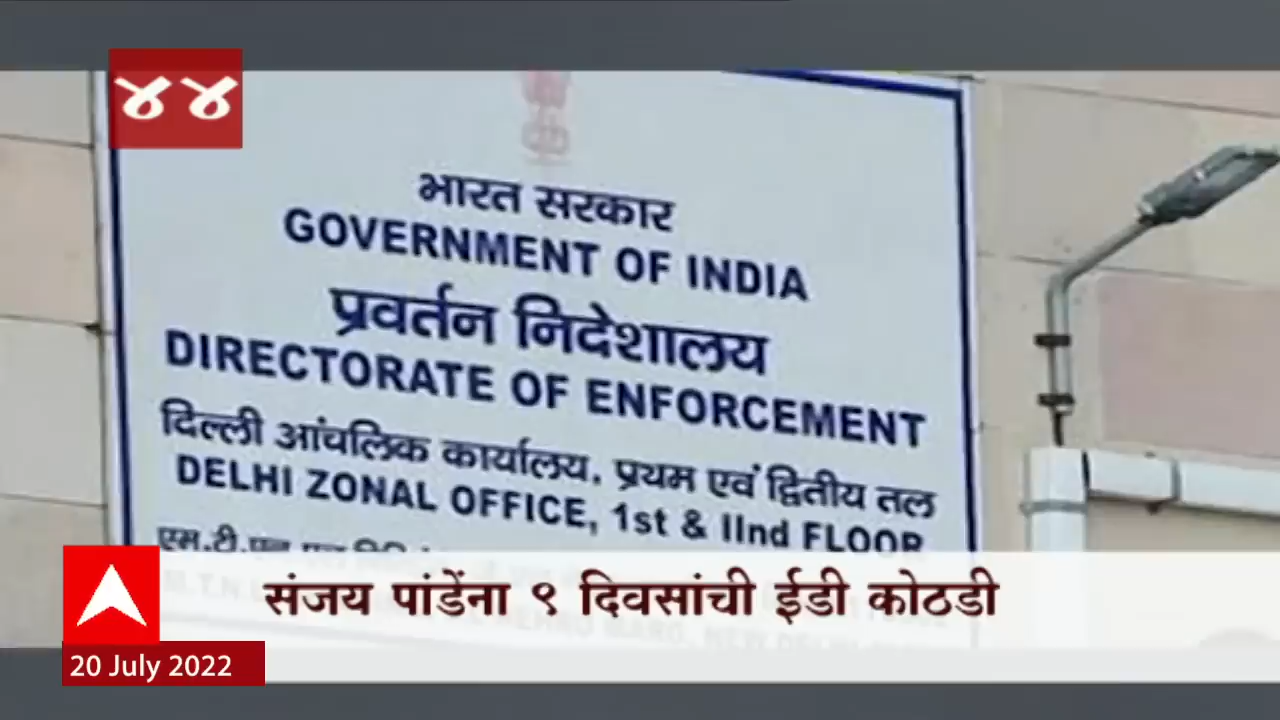 ४४
भारत सरकार
GOVERNMENT OF INDIA
प्रवर्तन निदेशालय
DIRECTORATE OF ENFORCEMENT
दिल्ली आंचलिक कार्यालय, प्रथम एवं द्वितीय तल
DELHI ZONAL OFFICE, 1st & IInd FLOOR
संजय पांडेंना ९ दिवसांची ईडी कोठडी
20 July 2022